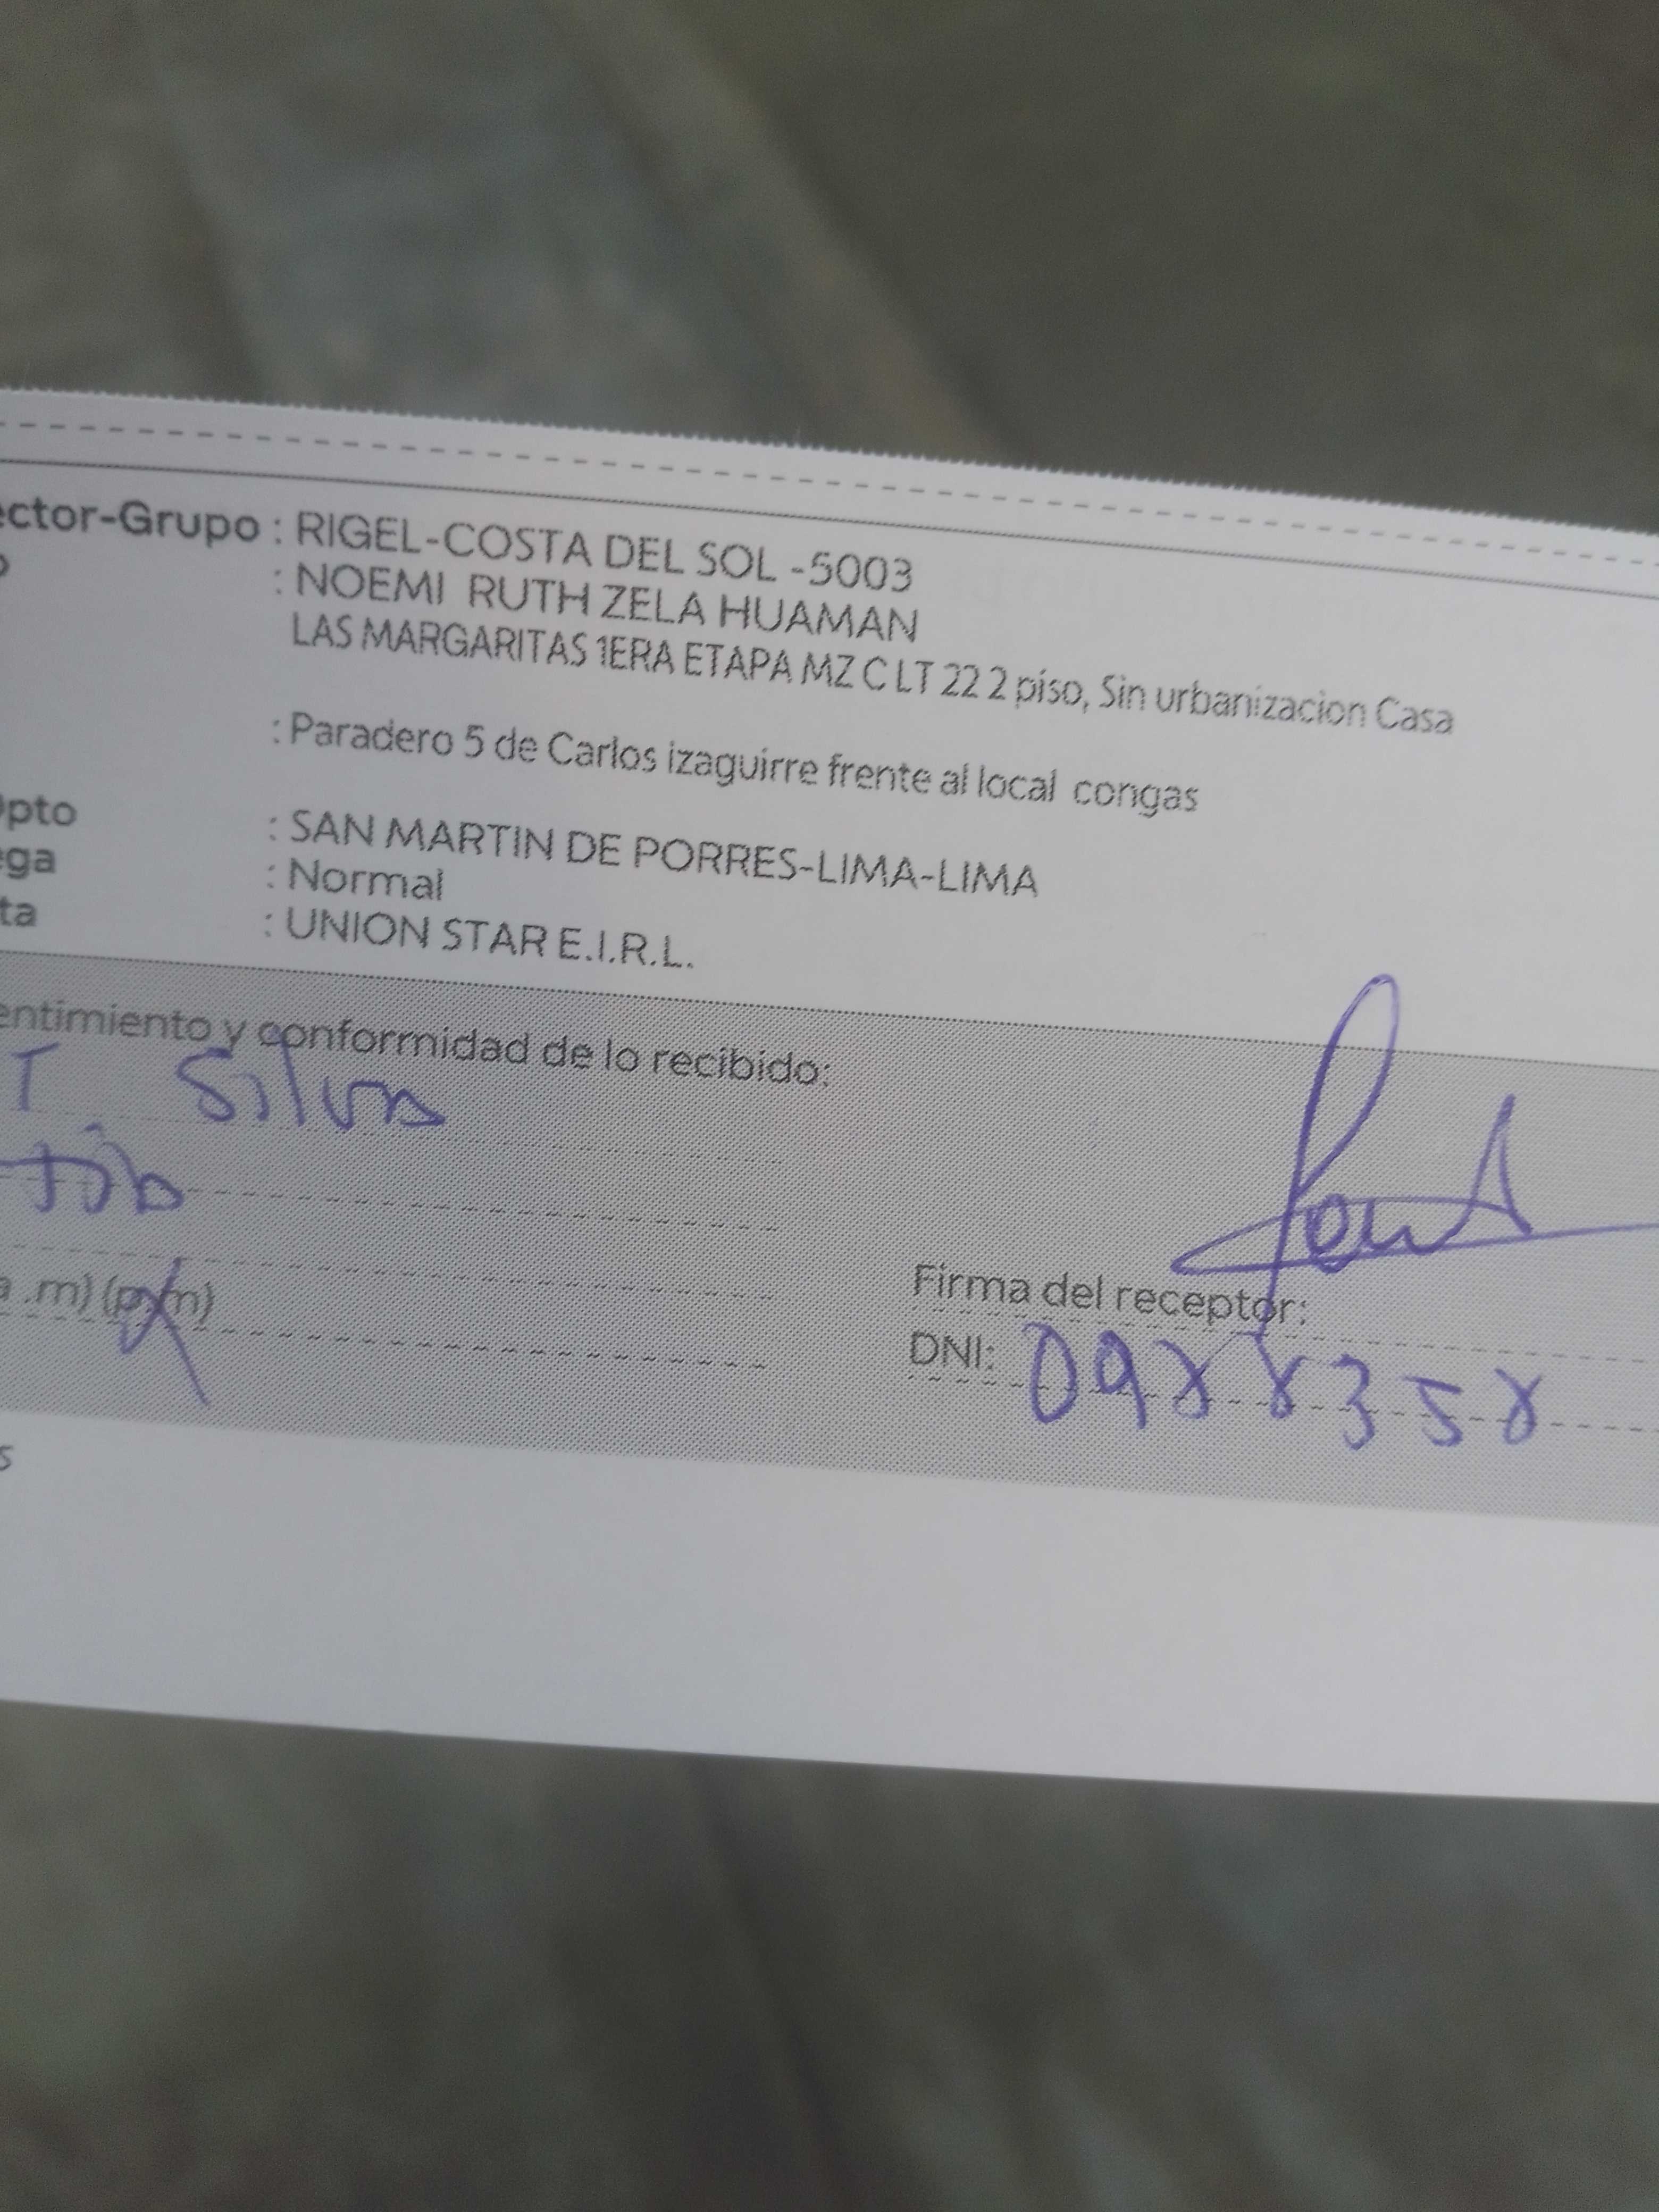 ector-Grupo : RIGEL-COSTA DEL SOL -5003
o : NOEMI RUTH ZELA HUAMAN
LAS MARGARITAS 1ERA ETAPA MZ C LT 22 2 piso, Sin urbanizacion Casa
: Paradero 5 de Carlos izaguirre frente al local congas
Dpto : SAN MARTIN DE PORRES-LIMA-LIMA
ega : Normal
ta : UNION STAR E.I.R.L.
entimiento y conformidad de lo recibido:
T Silva
a .m) (p.m)
Firma del receptor:
DNI: 0988358
s